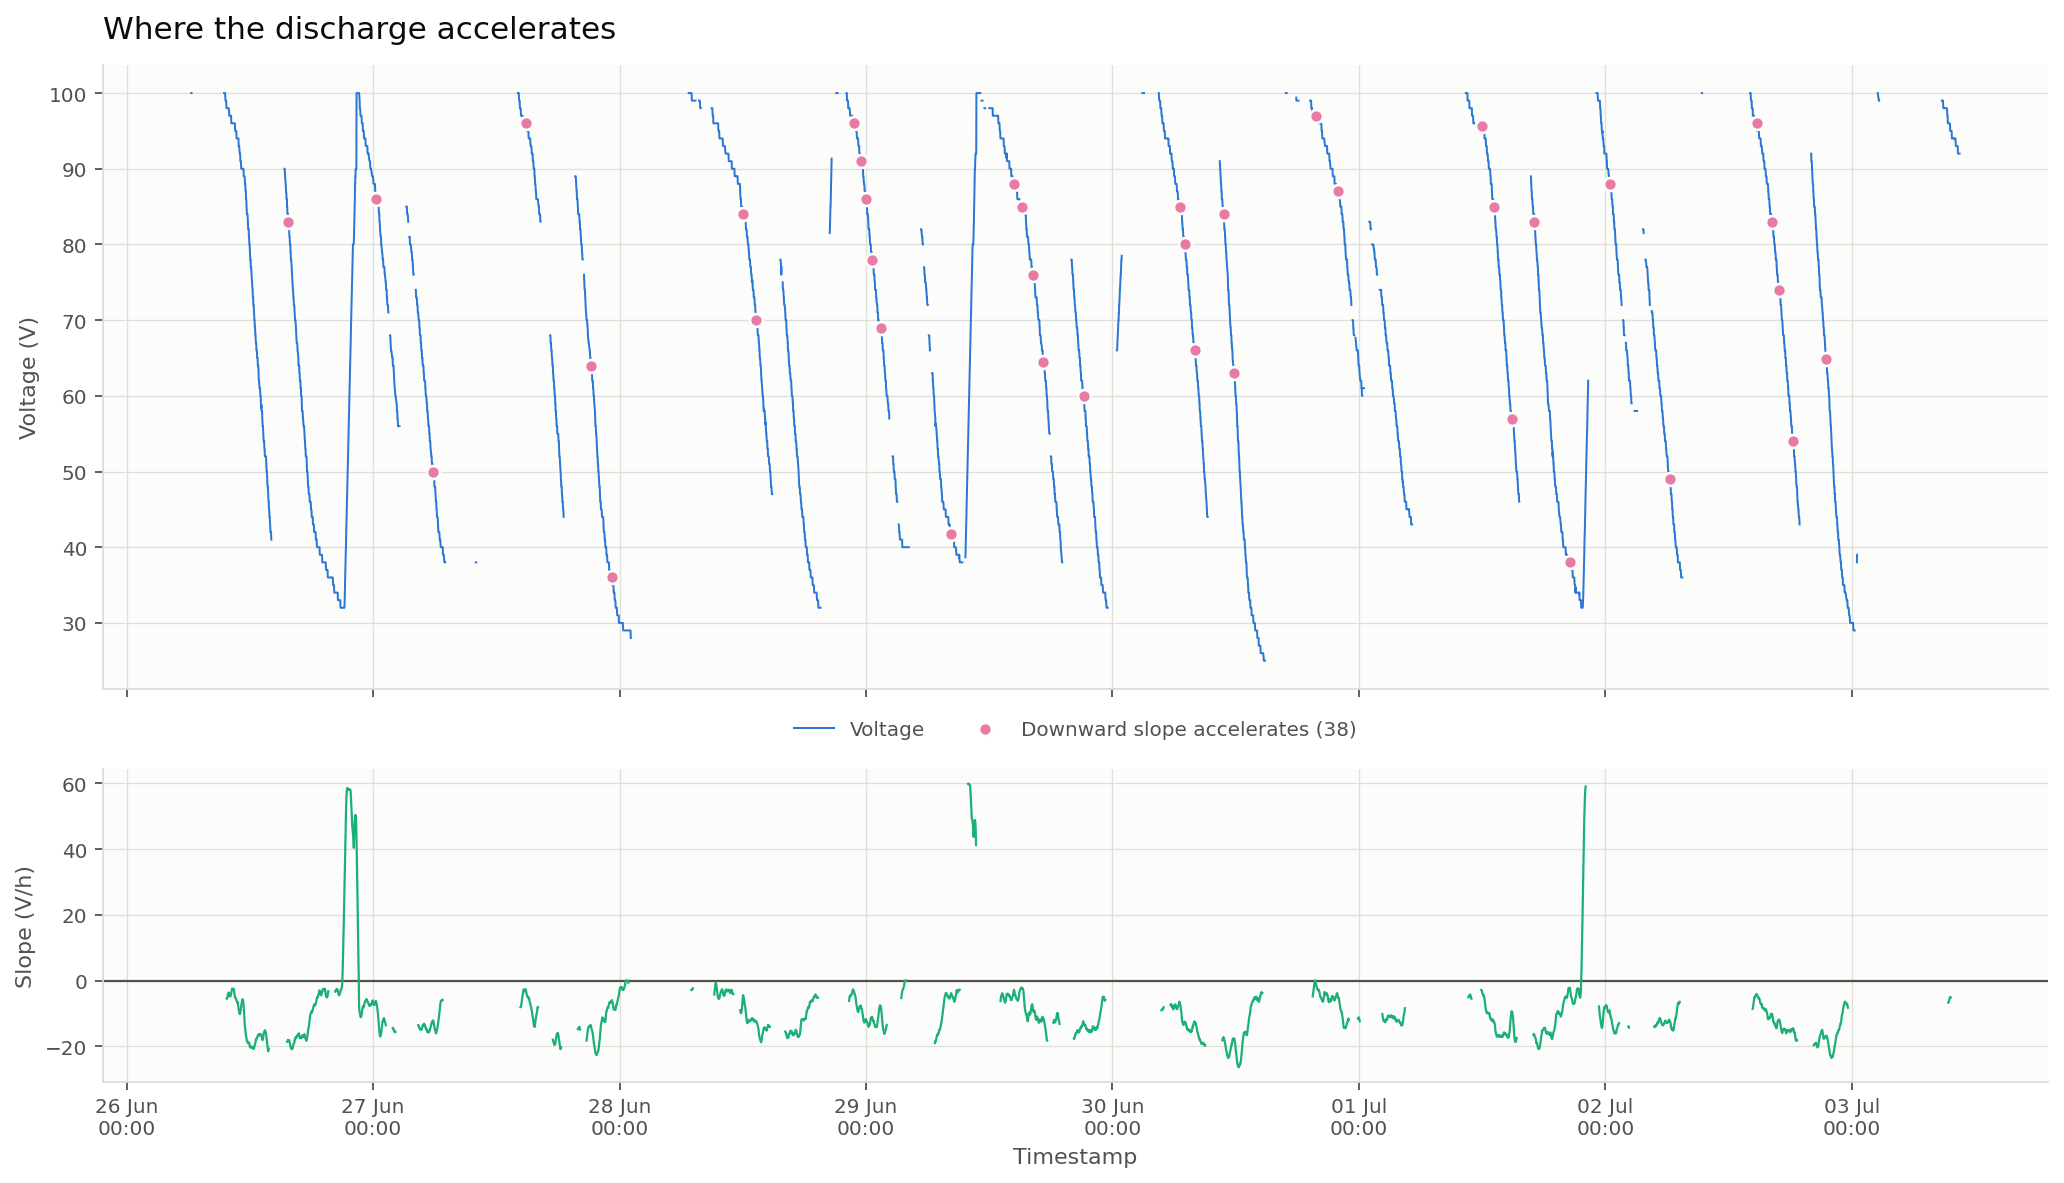 Where the discharge accelerates
100
90
80
70
60
50
40
30
Voltage (V)
Voltage
Downward slope accelerates (38)
60
40
20
0
−20
Slope (V/h)
26 Jun
00:00
27 Jun
00:00
28 Jun
00:00
29 Jun
00:00
30 Jun
00:00
01 Jul
00:00
02 Jul
00:00
03 Jul
00:00
Timestamp